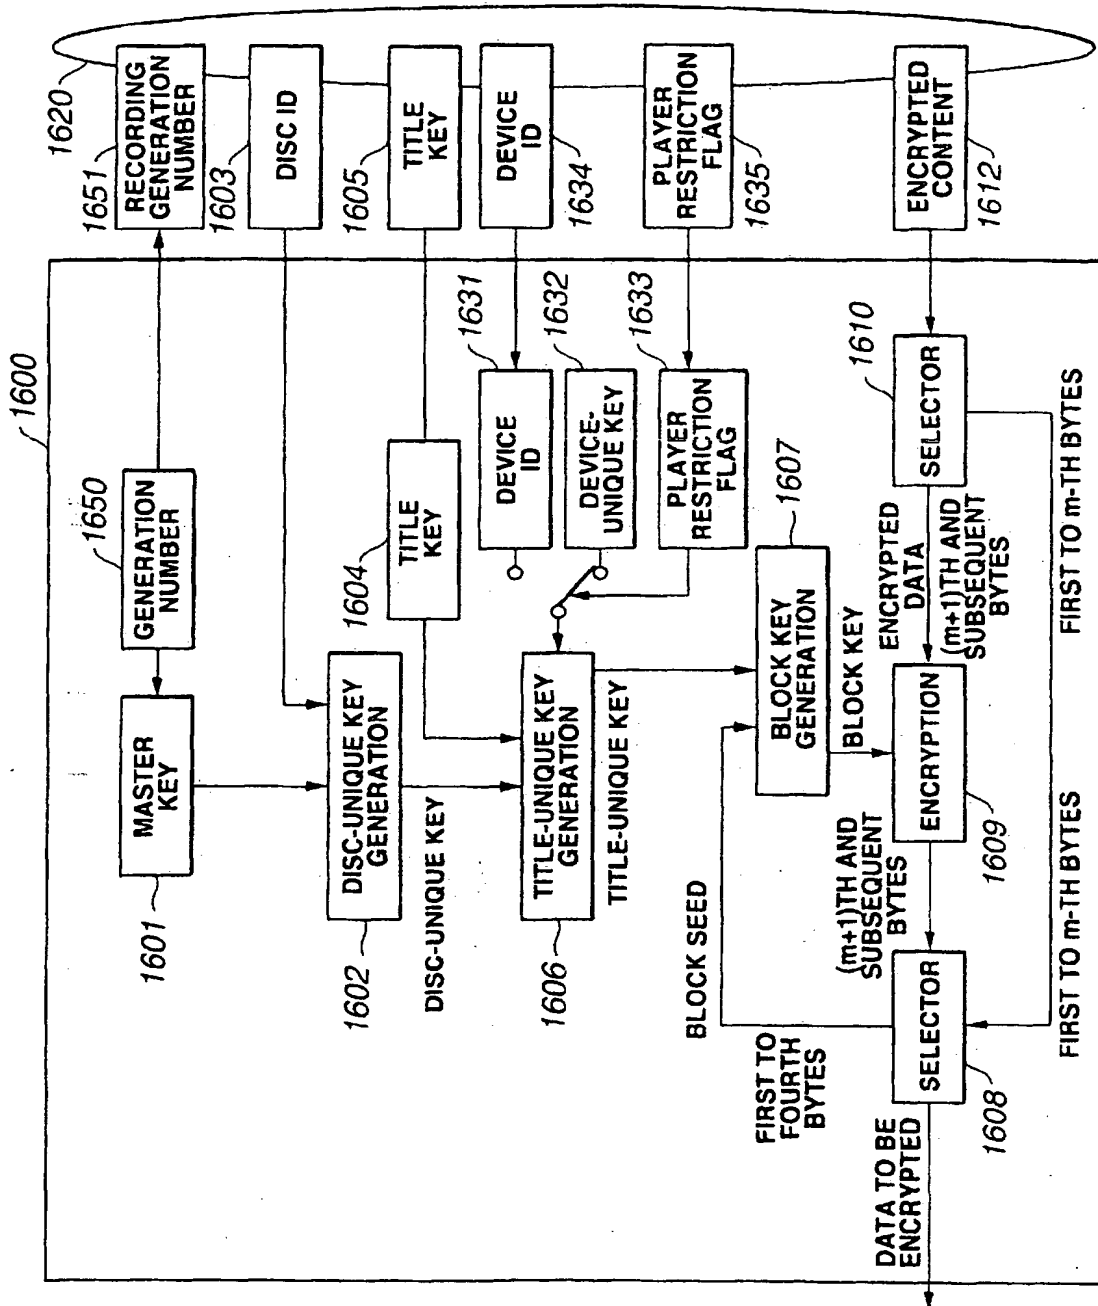 1600
1620
1651
RECORDING
GENERATION
NUMBER
1603
DISC ID
1605
TITLE
KEY
DEVICE
ID
1634
PLAYER
RESTRICTION
FLAG
1635
ENCRYPTED
CONTENT
1612
1650
GENERATION
NUMBER
MASTER
KEY
1601
DISC-UNIQUE KEY
GENERATION
1602
DISC-UNIQUE KEY
1604
TITLE
KEY
1631
DEVICE
ID
1632
DEVICE-
UNIQUE KEY
1633
PLAYER
RESTRICTION
FLAG
TITLE-UNIQUE KEY
GENERATION
1606
TITLE-UNIQUE KEY
1607
BLOCK KEY
GENERATION
BLOCK KEY
BLOCK SEED
FIRST TO
FOURTH
BYTES
1610
SELECTOR
ENCRYPTED
DATA
(m+1)TH AND
SUBSEQUENT
BYTES
FIRST TO m-TH BYTES
ENCRYPTION
1609
(m+1)TH AND
SUBSEQUENT
BYTES
SELECTOR
1608
FIRST TO m-TH BYTES
DATA TO BE
ENCRYPTED